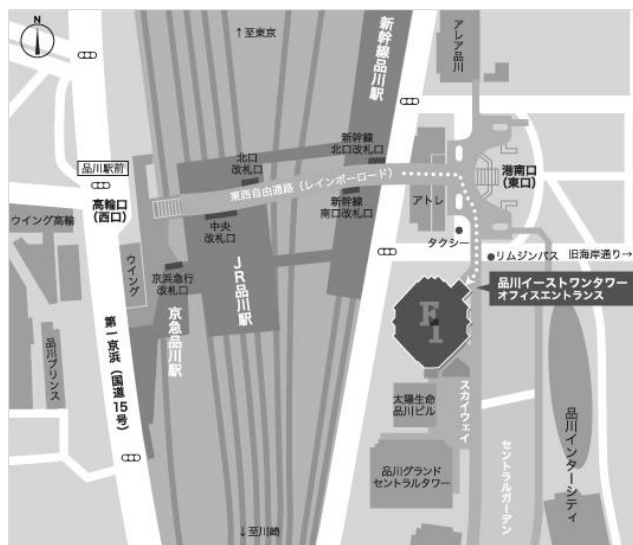 N
↑至東京
新幹線品川駅
アレア品川
新幹線
北口改札口
北口
改札口
品川駅前
東西自由通路(レインボーロード)
港南口
(東口)
高輪口
(西口)
ウイング高輪
中央
改札口
新幹線
南口改札口
アトレ
タクシー
ウイング
京浜急行
改札口
JR品川駅
リムジンバス
旧海岸通り→
品川イーストワンタワー
オフィスエントランス
E
1
京急品川駅
第一京浜(国道15号)
品川プリンス
太陽生命
品川ビル
スカイウェイ
品川グランド
セントラルタワー
セントラルガーデン
品川インターシティ
↓至川崎